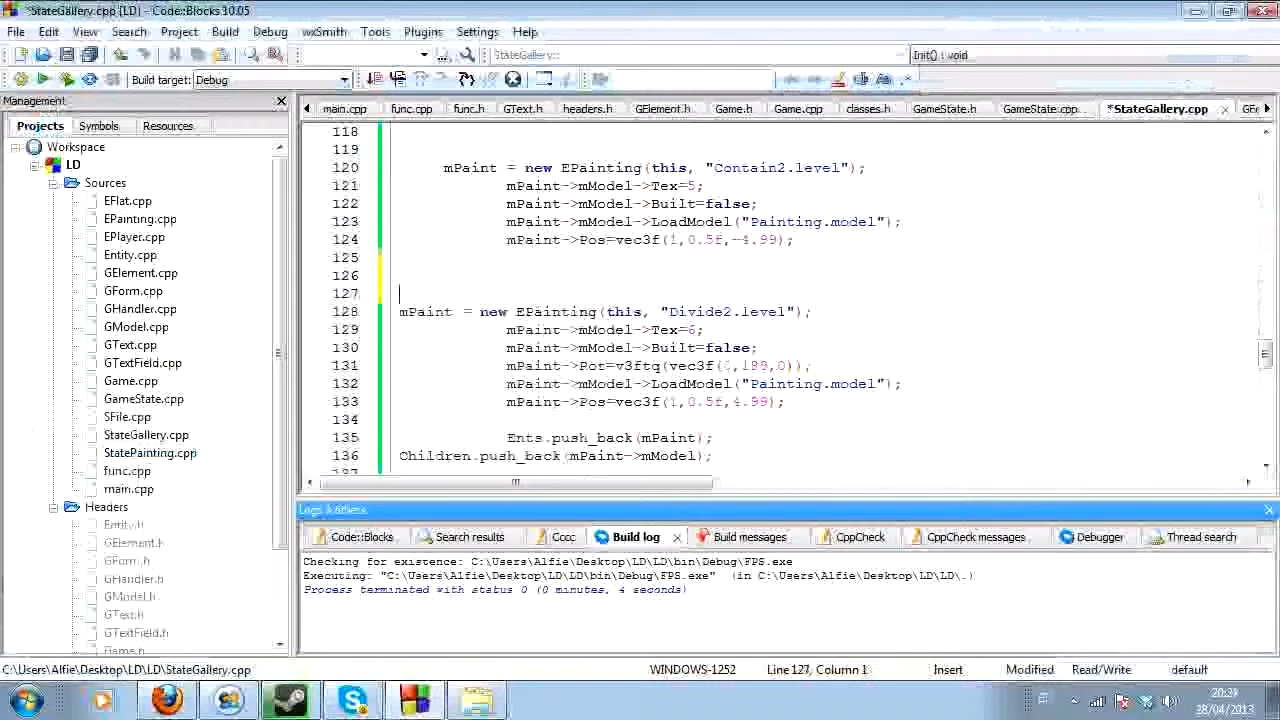 *StateGallery.cpp [LD] - Code::Blocks 10.05
File Edit View Search Project Build Debug wxSmith Tools Plugins Settings Help
StateGallery:: Init() : void
Build target: Debug
Management
Projects Symbols Resources
main.cpp func.cpp func.h GText.h headers.h GElement.h Game.h Game.cpp classes.h GameState.h GameState.cpp *StateGallery.cpp
Workspace
LD
Sources
EFlat.cpp
EPainting.cpp
EPlayer.cpp
Entity.cpp
GElement.cpp
GForm.cpp
GHandler.cpp
GModel.cpp
GText.cpp
GTextField.cpp
Game.cpp
GameState.cpp
SFile.cpp
StateGallery.cpp
StatePainting.cpp
func.cpp
main.cpp
Headers
Entity.h
GElement.h
GForm.h
GHandler.h
GModel.h
GText.h
GTextField.h
Game.h
118
119
120 mPaint = new EPainting(this, "Contain2.level");
121 mPaint->mModel->Tex=5;
122 mPaint->mModel->Built=false;
123 mPaint->mModel->LoadModel("Painting.model");
124 mPaint->Pos=vec3f(1,0.5f,-4.99);
125
126
127
128 mPaint = new EPainting(this, "Divide2.level");
129 mPaint->mModel->Tex=6;
130 mPaint->mModel->Built=false;
131 mPaint->Rot=v3ftq(vec3f(0,180,0));
132 mPaint->mModel->LoadModel("Painting.model");
133 mPaint->Pos=vec3f(1,0.5f,4.99);
134
135 Ents.push_back(mPaint);
136 Children.push_back(mPaint->mModel);
137
Logs & others
Code::Blocks Search results Cccc Build log Build messages CppCheck CppCheck messages Debugger Thread search
Checking for existence: C:\Users\Alfie\Desktop\LD\LD\bin\Debug\FPS.exe
Executing: "C:\Users\Alfie\Desktop\LD\LD\bin\Debug\FPS.exe" (in C:\Users\Alfie\Desktop\LD\LD\.)
Process terminated with status 0 (0 minutes, 4 seconds)
C:\Users\Alfie\Desktop\LD\LD\StateGallery.cpp WINDOWS-1252 Line 127, Column 1 Insert Modified Read/Write default
28/04/2013